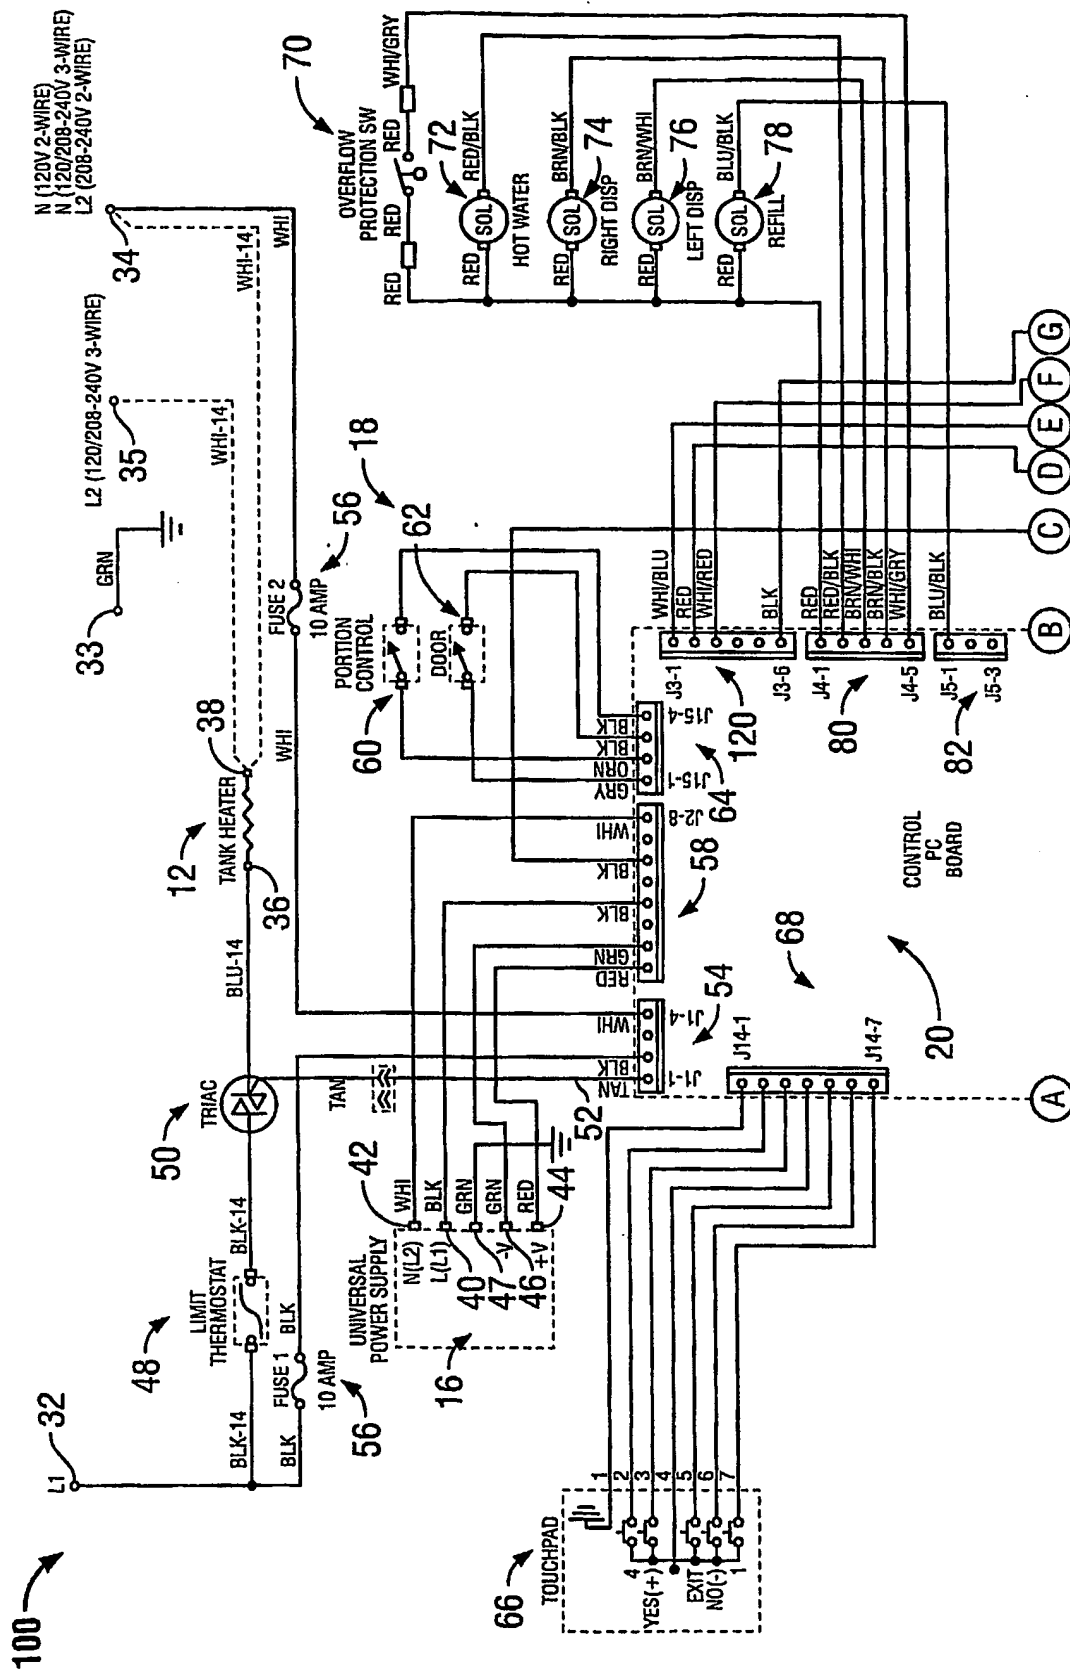 100
L1
32
BLK-14
BLK
48
LIMIT
THERMOSTAT
BLK-14
FUSE 1
10 AMP
56
BLK
50
TRIAC
BLU-14
12
TANK HEATER
36
38
WHI-14
WHI-14
33
GRN
35
L2 (120/208-240V 3-WIRE)
34
N (120V 2-WIRE)
N (120/208-240V 3-WIRE)
L2 (208-240V 2-WIRE)
WHI
WHI
FUSE 2
10 AMP
56
TAN
52
UNIVERSAL
POWER SUPPLY
16
N(L2)
L(L1)
-V
+V
42
40
47
46
44
WHI
BLK
GRN
GRN
RED
PORTION
CONTROL
60
DOOR
62
18
70
OVERFLOW
PROTECTION SW
RED
RED
RED
WHI/GRY
72
RED
SOL
RED/BLK
HOT WATER
74
RED
SOL
BRN/BLK
RIGHT DISP
76
RED
SOL
BRN/WHI
LEFT DISP
78
RED
SOL
BLU/BLK
REFILL
TAN
BLK
WHI
J1-1
J1-4
54
RED
GRN
BLK
BLK
WHI
J2-8
58
GRY
ORN
BLK
BLK
J15-1
J15-4
64
WHI/BLU
RED
WHI/RED
BLK
J3-1
J3-6
120
RED
RED/BLK
BRN/WHI
BRN/BLK
WHI/GRY
J4-1
J4-5
80
BLU/BLK
J5-1
J5-3
82
CONTROL
PC
BOARD
20
68
J14-1
J14-7
66
TOUCHPAD
4
YES(+)
EXIT
NO(-)
1
1
2
3
4
5
6
7
A
B
C
D
E
F
G